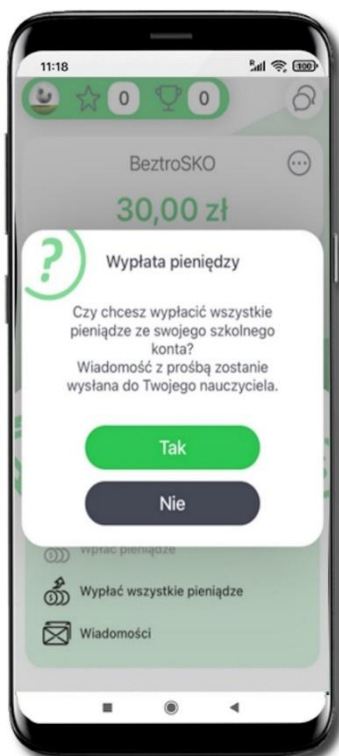 11:18
100
0
0
BeztroSKO
30,00 zł
?
Wypłata pieniędzy
Czy chcesz wypłacić wszystkie
pieniądze ze swojego szkolnego
konta?
Wiadomość z prośbą zostanie
wysłana do Twojego nauczyciela.
Tak
Nie
Wpłać pieniądze
Wypłać wszystkie pieniądze
Wiadomości